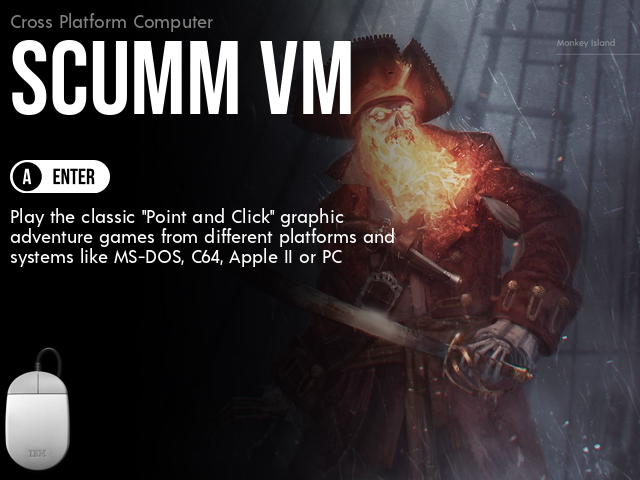 Cross Platform Computer
SCUMM VM
Monkey Island
A ENTER
Play the classic "Point and Click" graphic
adventure games from different platforms and
systems like MS-DOS, C64, Apple II or PC
IBM